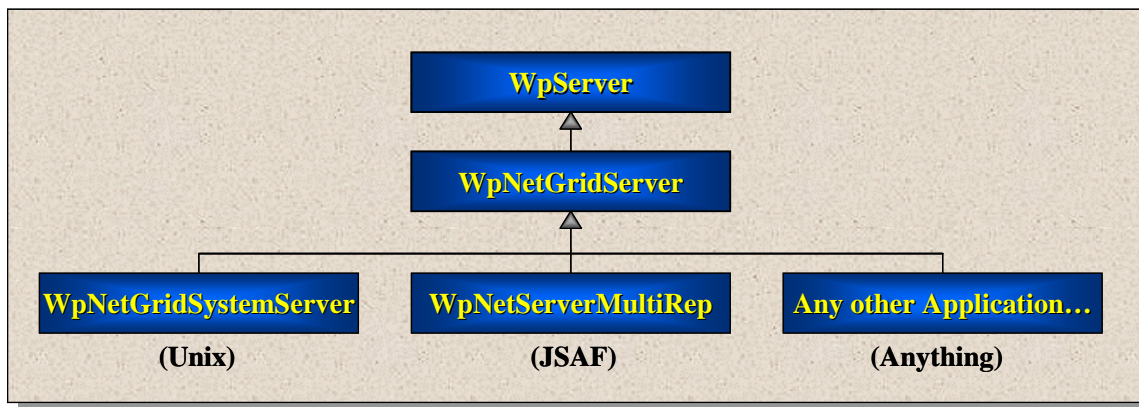 WpServer
WpNetGridServer
WpNetGridSystemServer
WpNetServerMultiRep
Any other Application…
(Unix)
(JSAF)
(Anything)